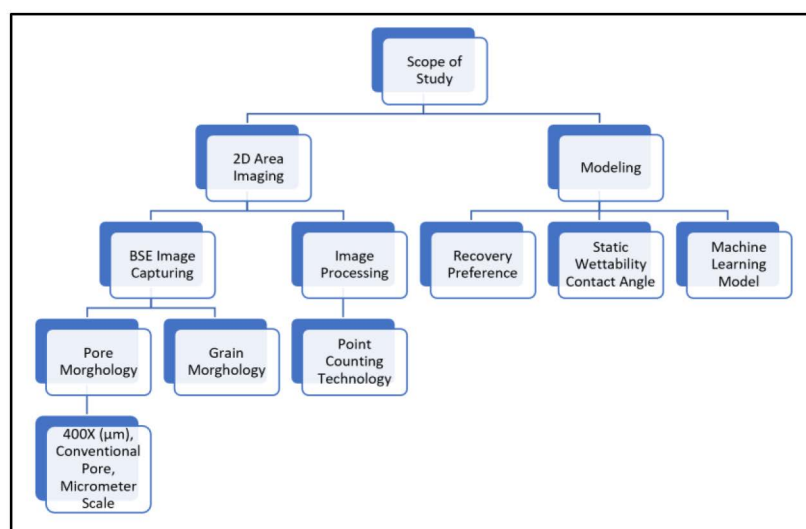 Scope of
Study
2D Area
Imaging
Modeling
BSE Image
Capturing
Image
Processing
Recovery
Preference
Static
Wettability
Contact Angle
Machine
Learning
Model
Pore
Morghology
Grain
Morghology
Point
Counting
Technology
400X (µm),
Conventional
Pore,
Micrometer
Scale